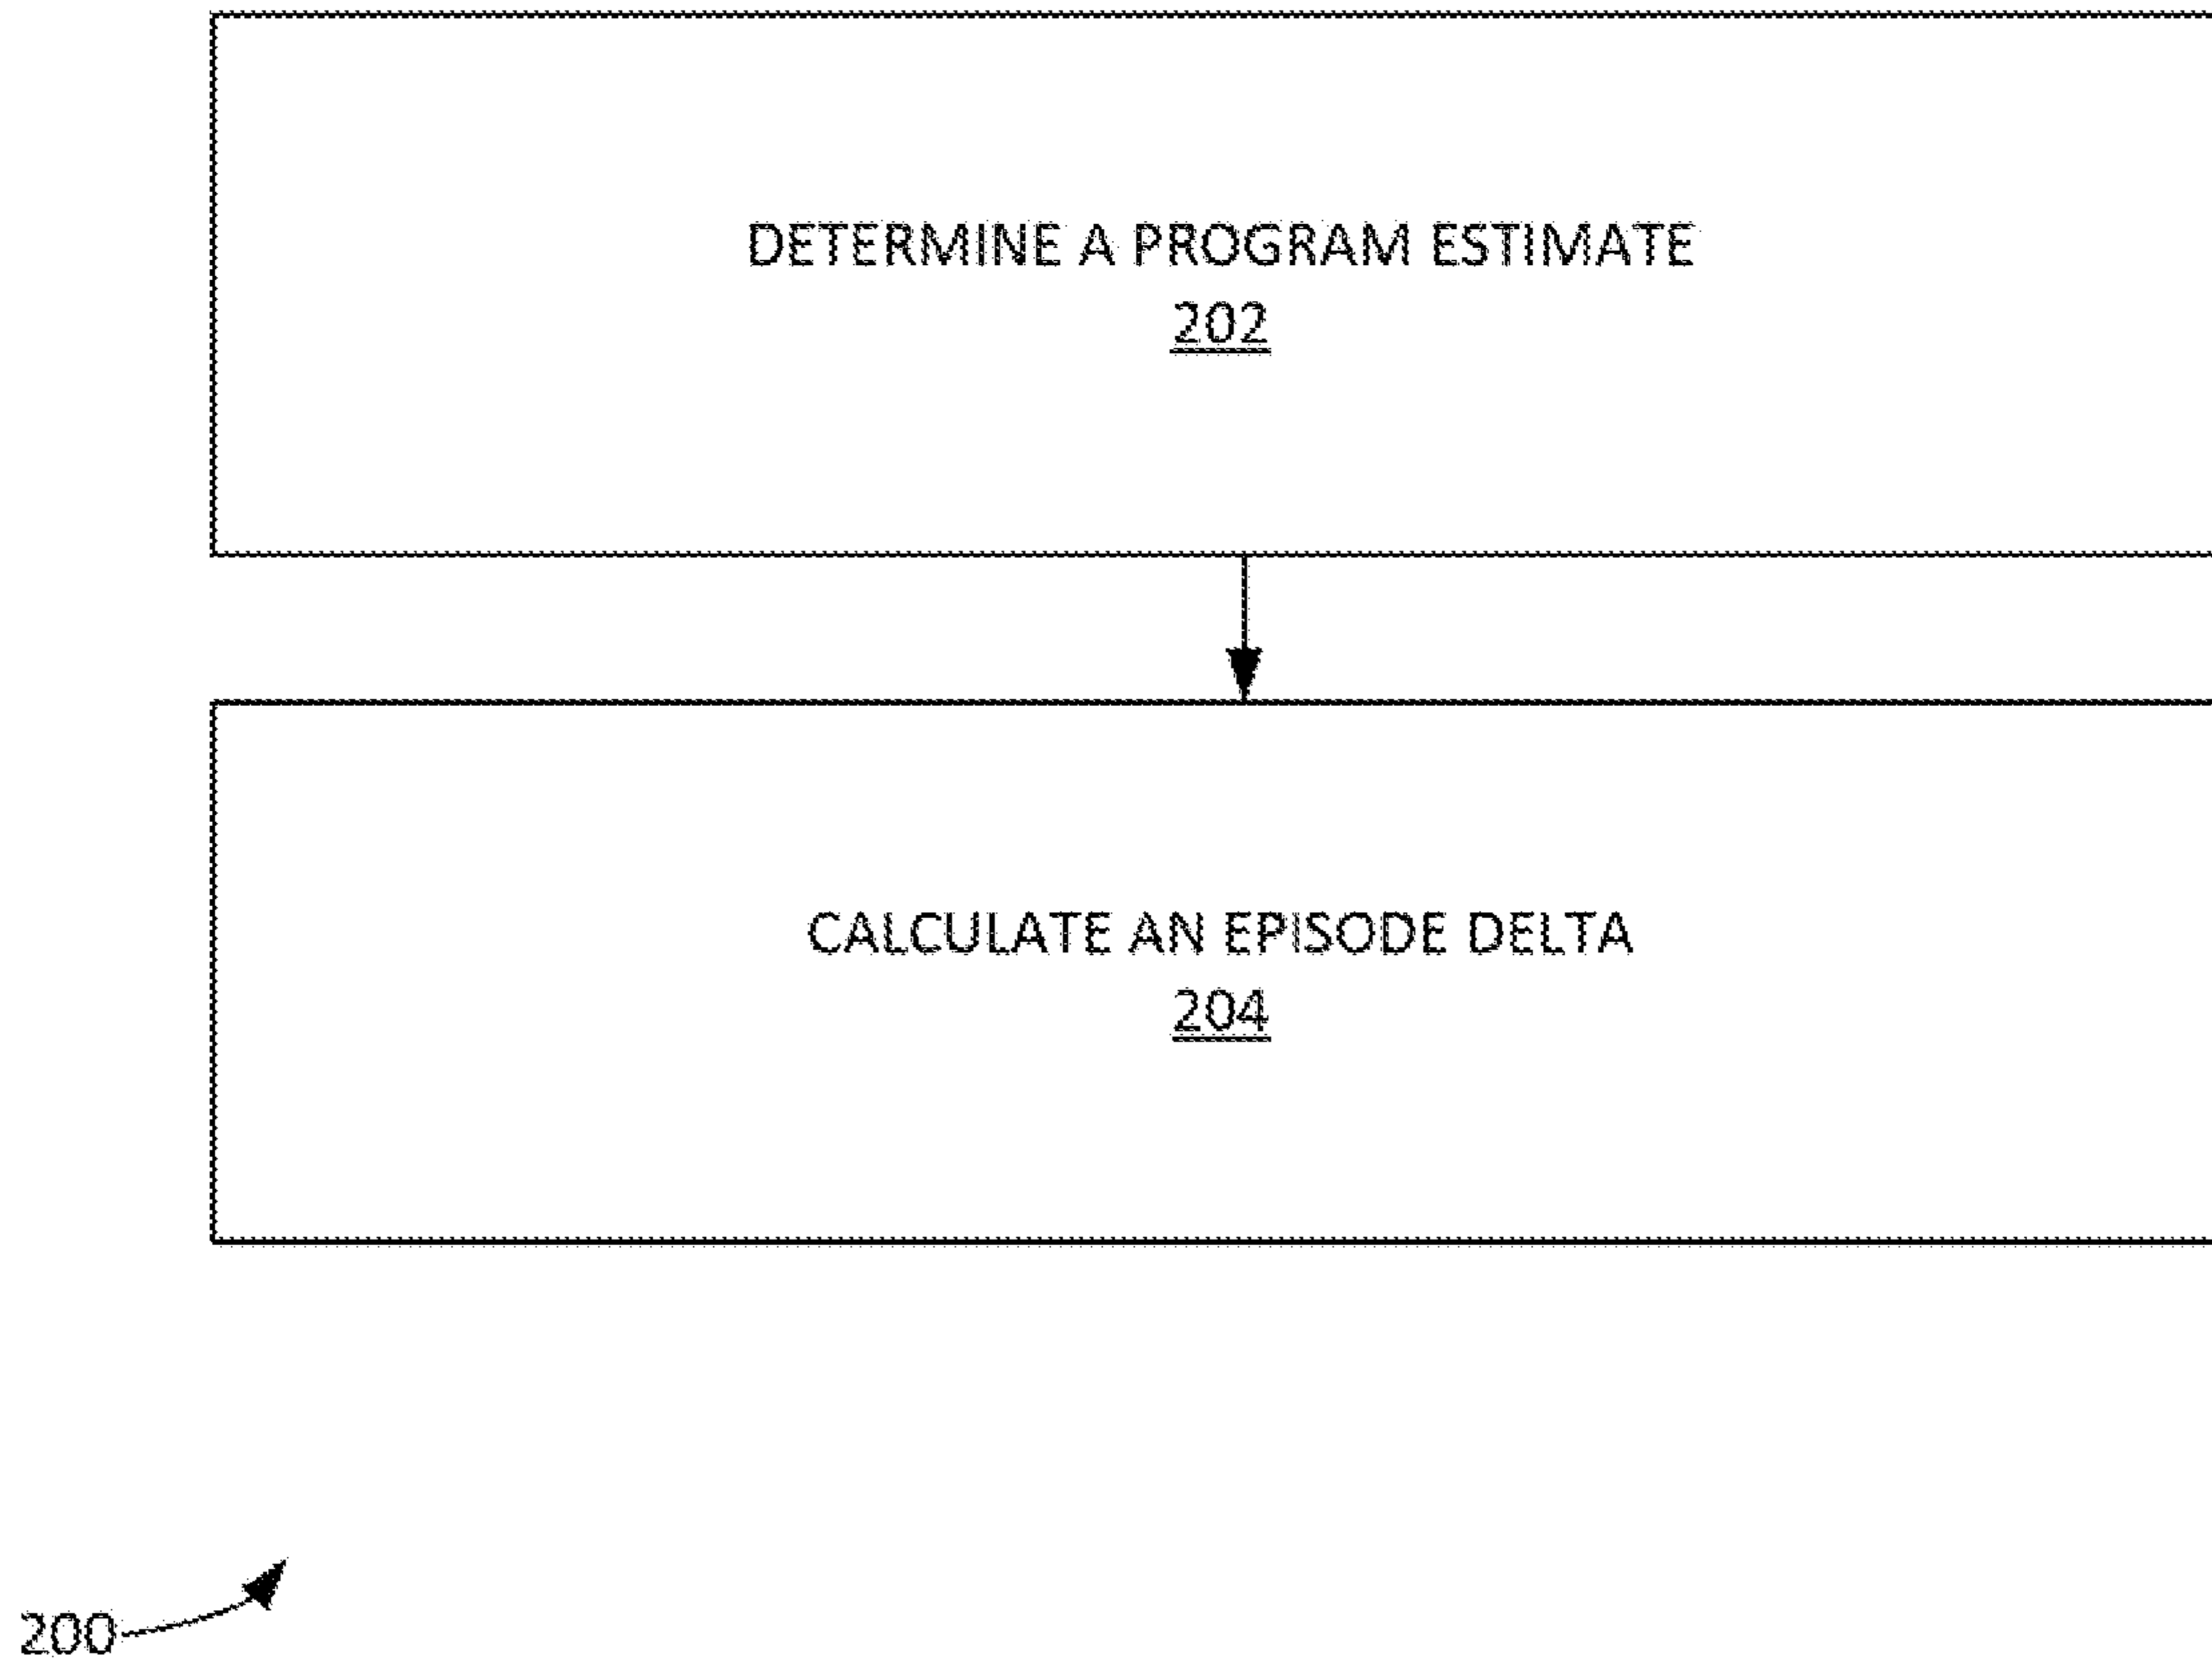 DETERMINE A PROGRAM ESTIMATE
202
CALCULATE AN EPISODE DELTA
204
200